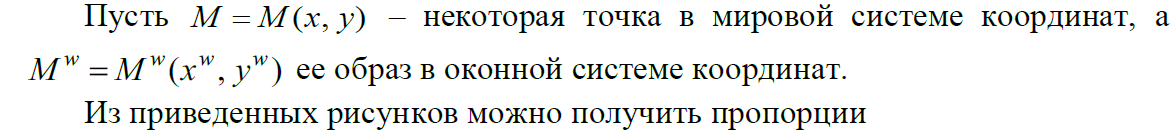 Пусть M = M(x, y) – некоторая точка в мировой системе координат, а
M^w = M^w(x^w, y^w) ее образ в оконной системе координат.
Из приведенных рисунков можно получить пропорции